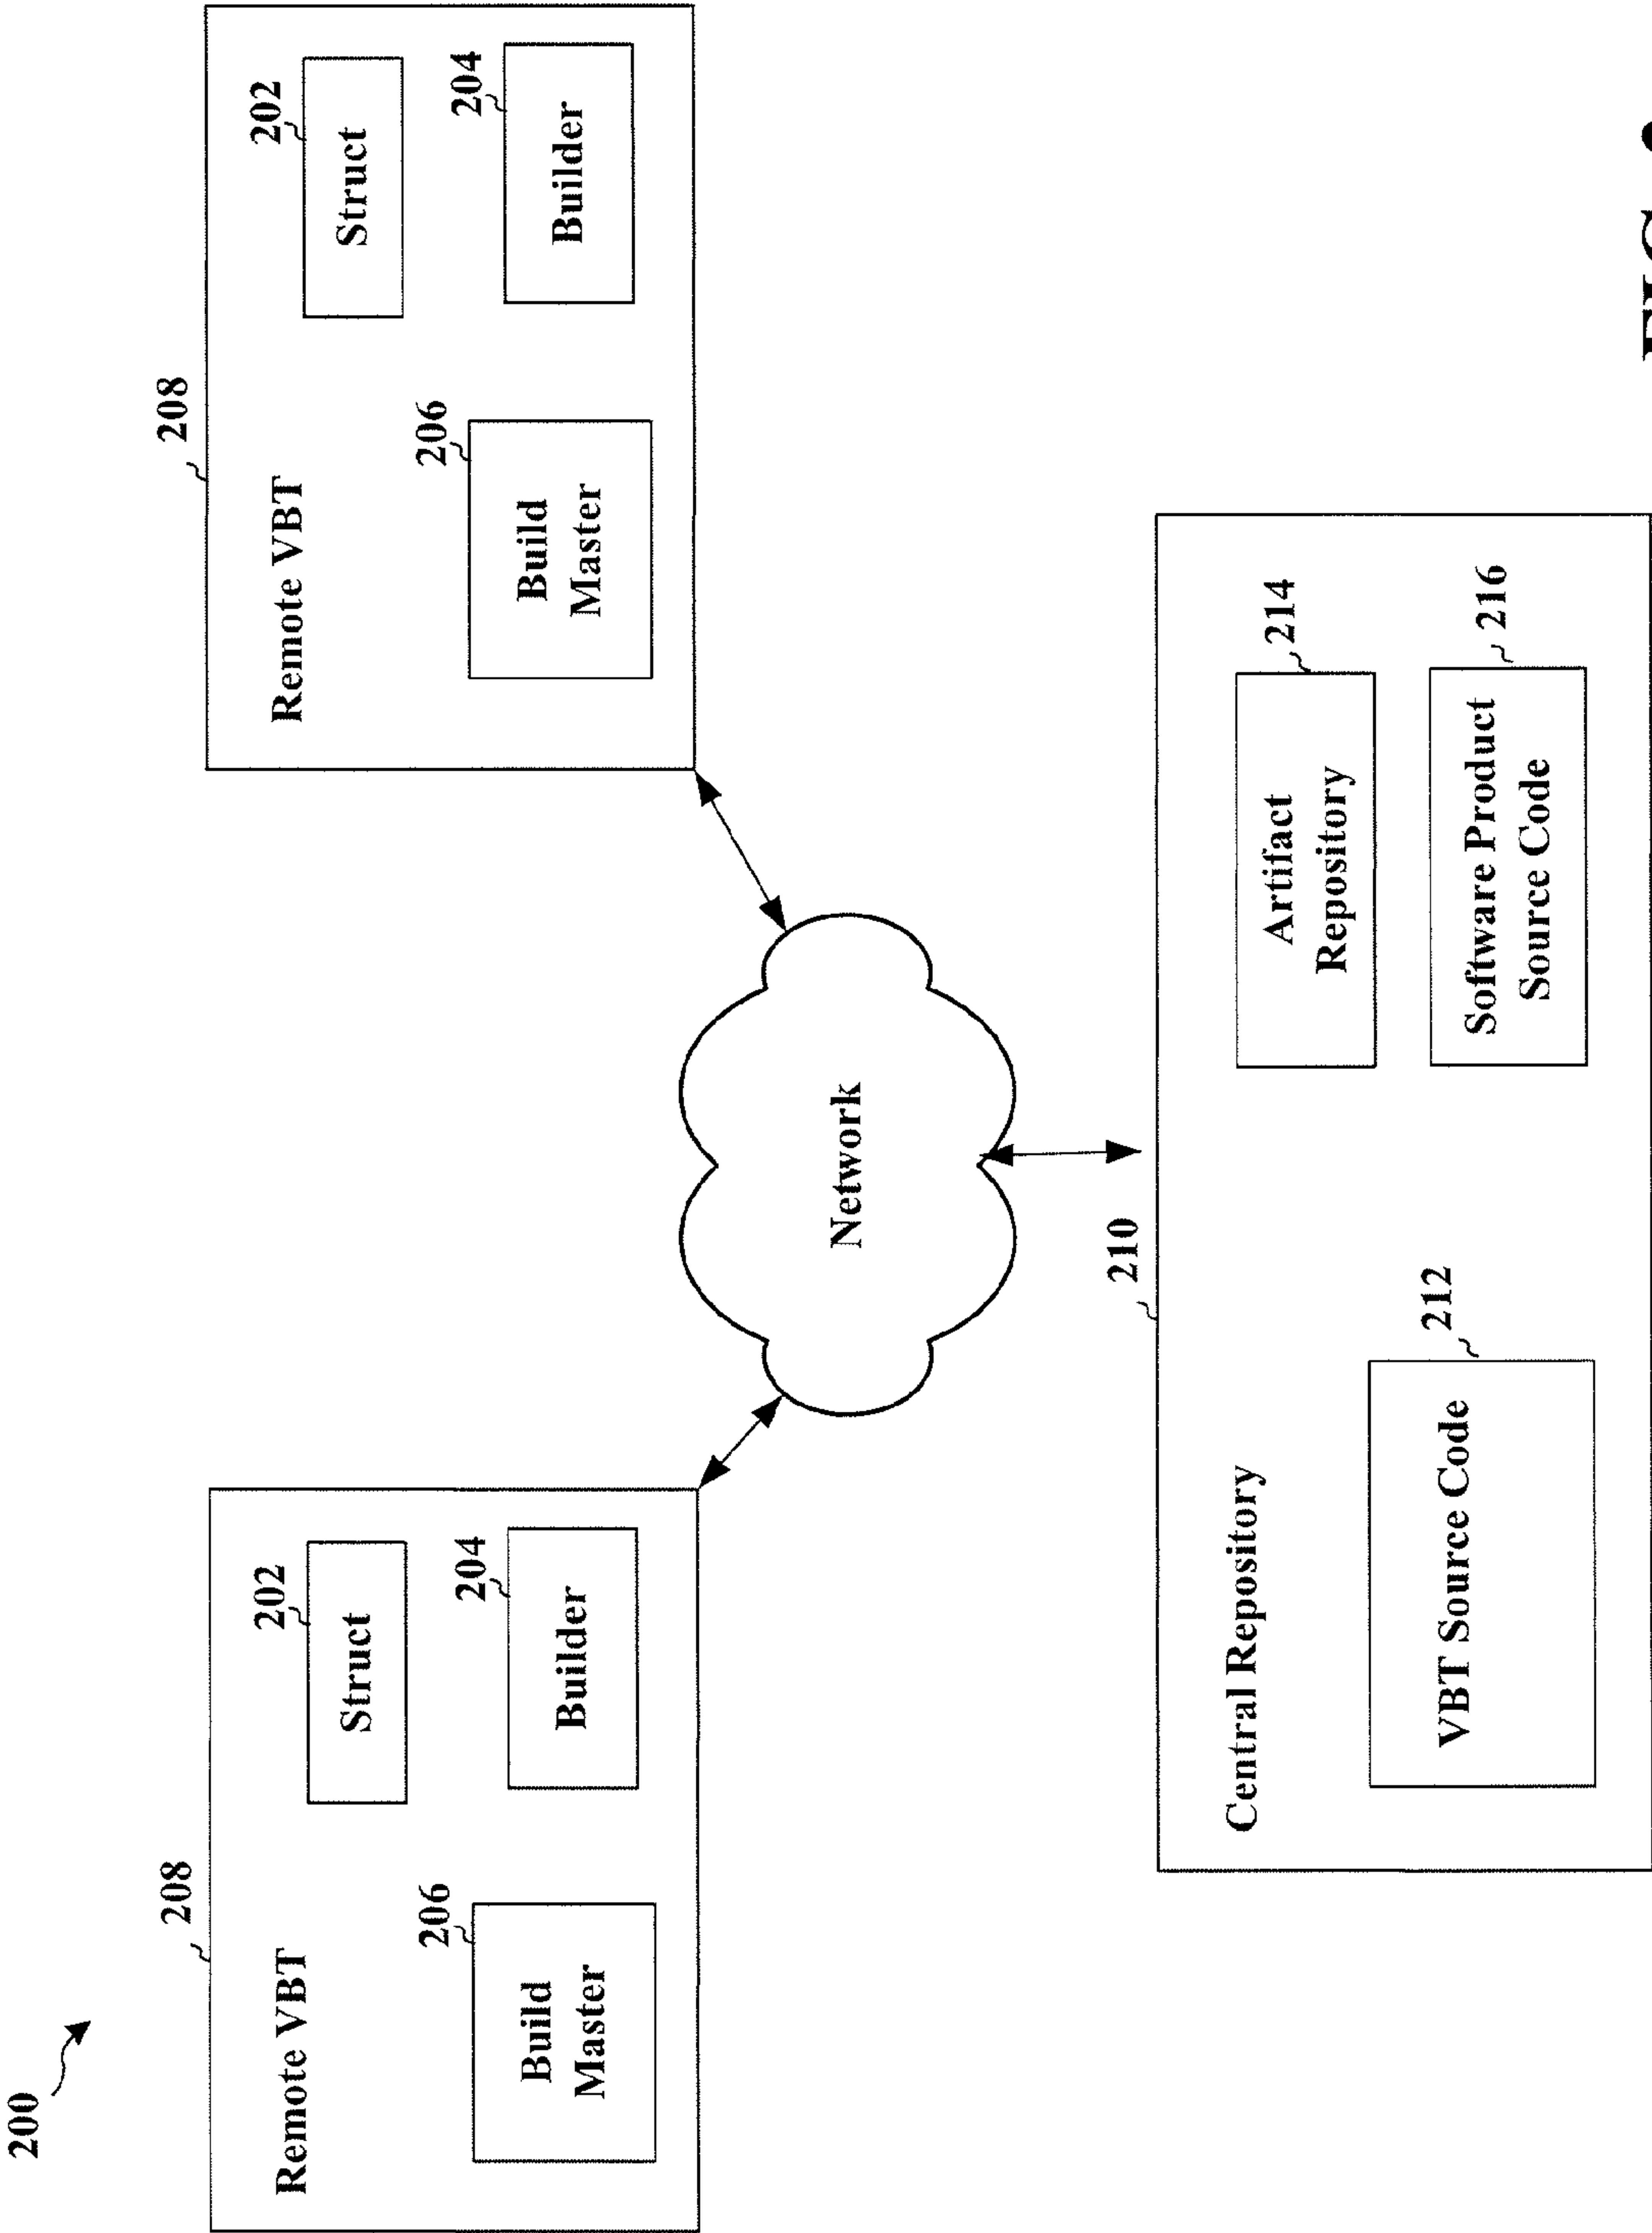 200
208
208
Remote VBT
202
Struct
206
Build
Master
204
Builder
Remote VBT
202
Struct
206
Build
Master
204
Builder
Network
210
Central Repository
214
Artifact
Repository
212
VBT Source Code
216
Software Product
Source Code